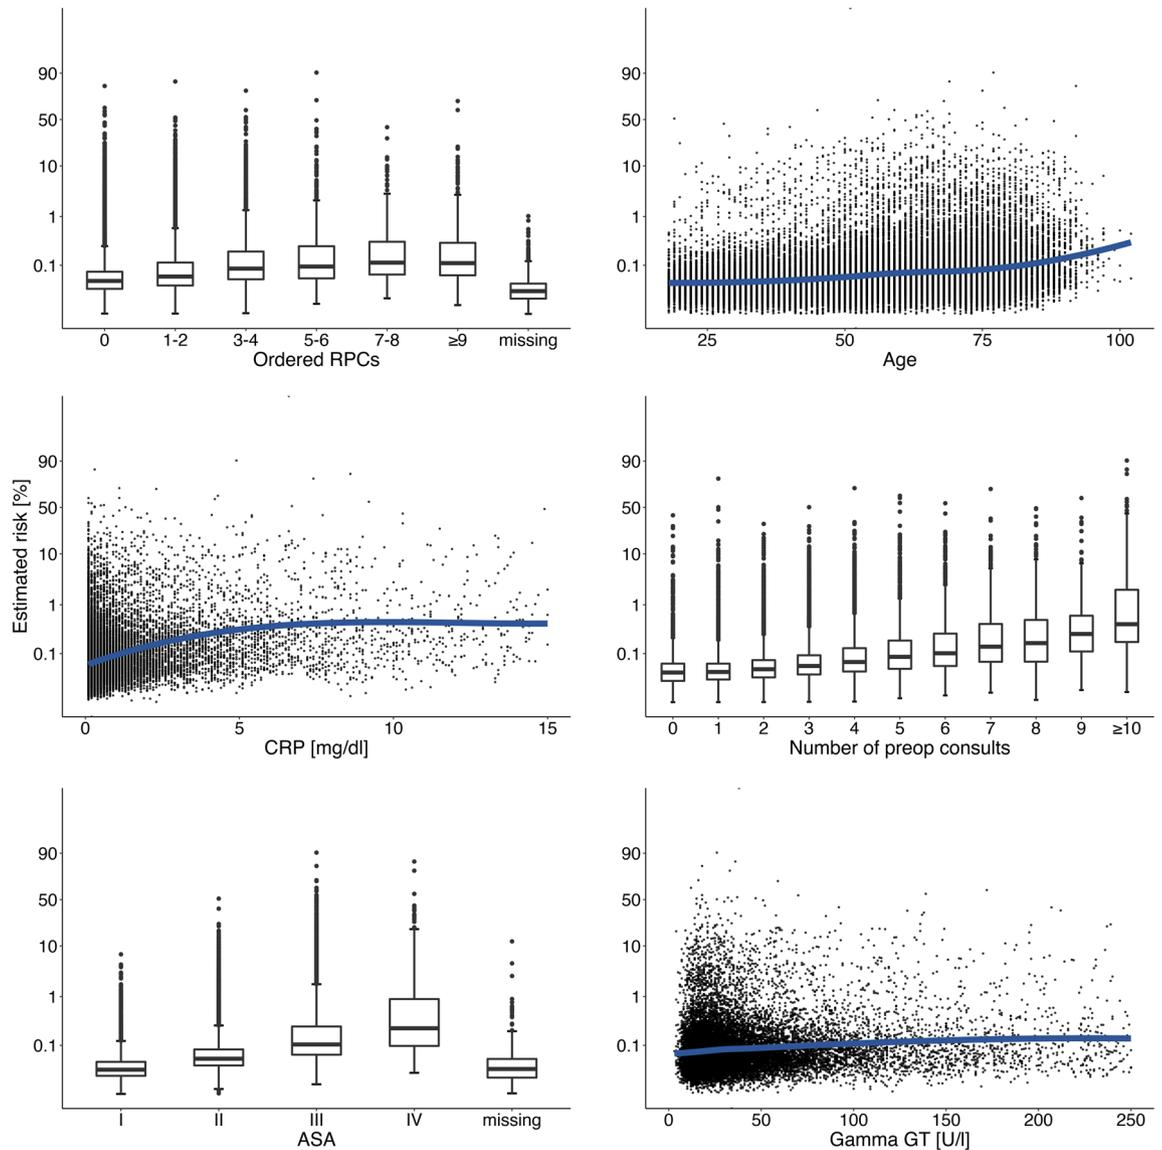 90
50
10
1
0.1
0 1-2 3-4 5-6 7-8 ≥9 missing
Ordered RPCs
90
50
10
1
0.1
25 50 75 100
Age
Estimated risk [%]
90
50
10
1
0.1
0 5 10 15
CRP [mg/dl]
90
50
10
1
0.1
0 1 2 3 4 5 6 7 8 9 ≥10
Number of preop consults
90
50
10
1
0.1
I II III IV missing
ASA
90
50
10
1
0.1
0 50 100 150 200 250
Gamma GT [U/l]